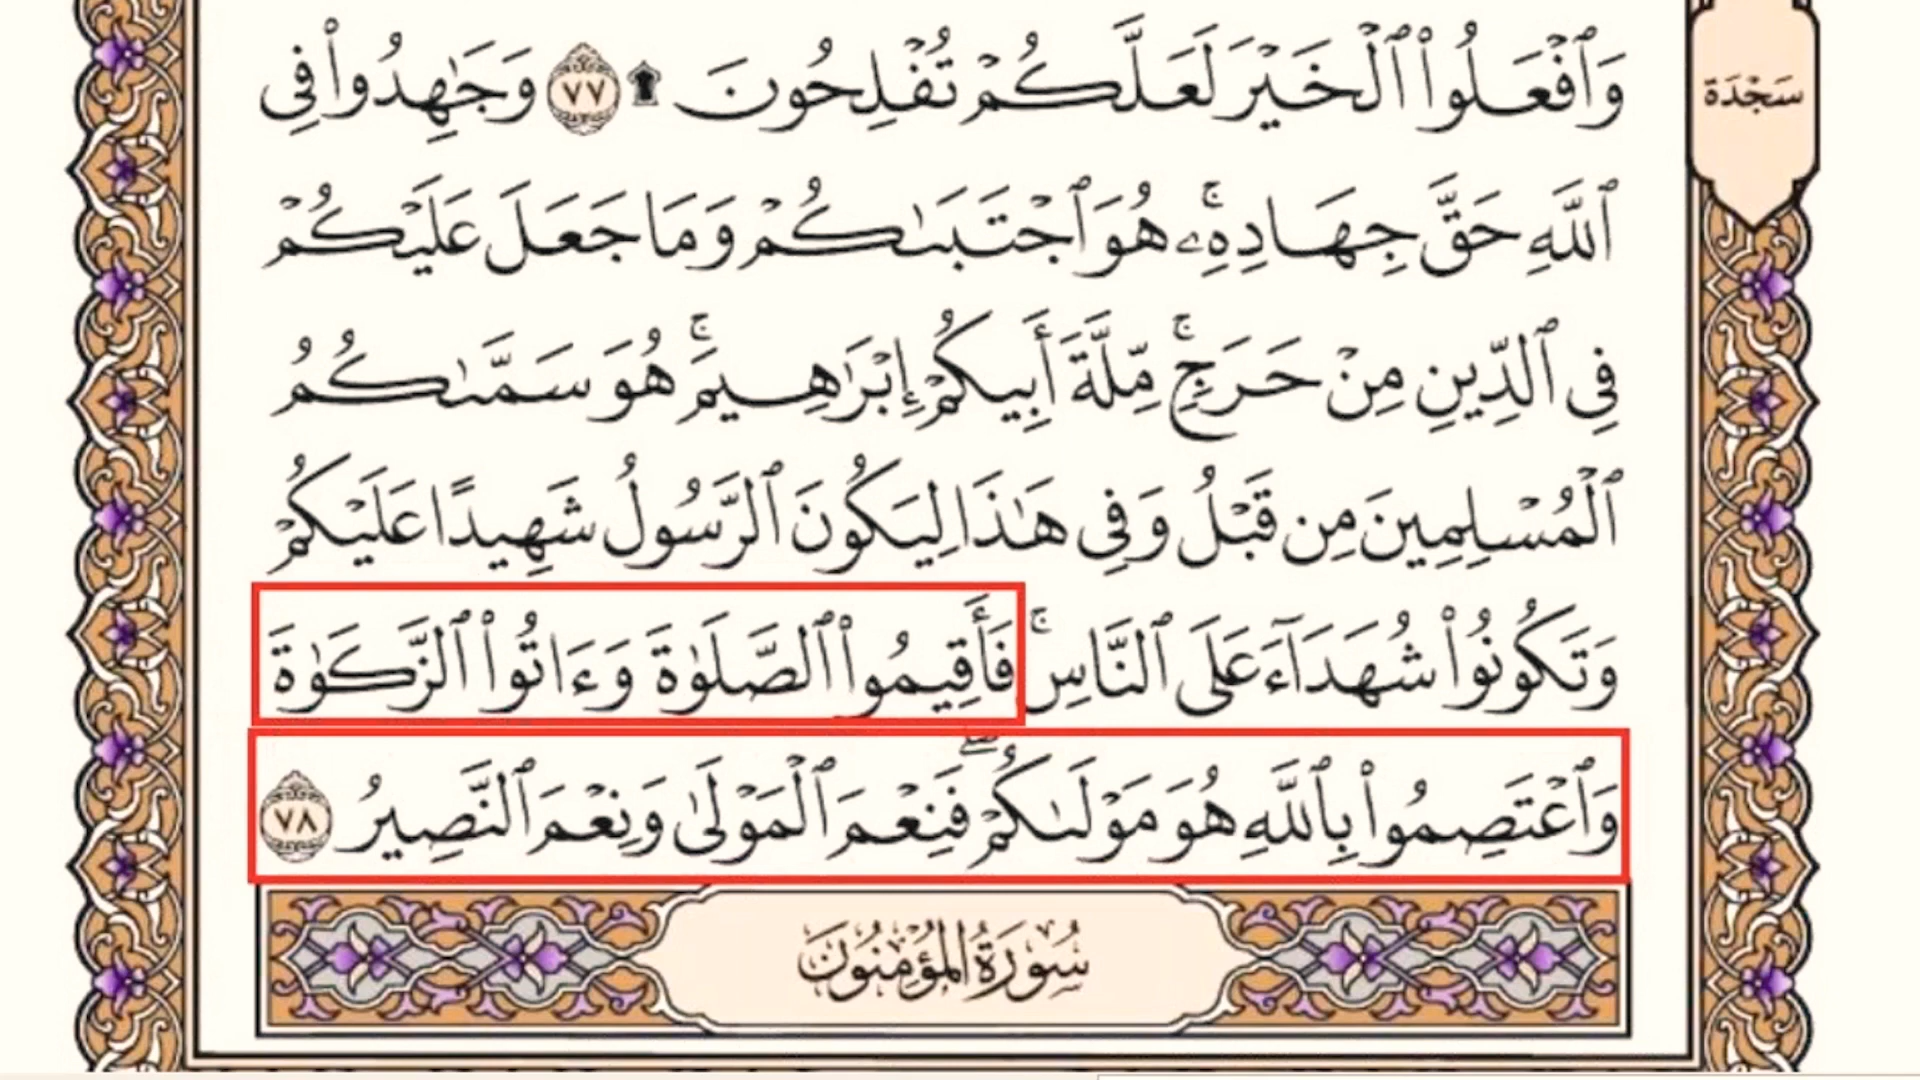 وَٱفْعَلُوا۟ ٱلْخَيْرَ لَعَلَّكُمْ تُفْلِحُونَ ۩ ٧٧ وَجَٰهِدُوا۟ فِى
ٱللَّهِ حَقَّ جِهَادِهِۦۚ هُوَ ٱجْتَبَىٰكُمْ وَمَا جَعَلَ عَلَيْكُمْ
فِى ٱلدِّينِ مِنْ حَرَجٍۚ مِّلَّةَ أَبِيكُمْ إِبْرَٰهِيمَۚ هُوَ سَمَّىٰكُمُ
ٱلْمُسْلِمِينَ مِن قَبْلُ وَفِى هَٰذَا لِيَكُونَ ٱلرَّسُولُ شَهِيدًا عَلَيْكُمْ
وَتَكُونُوا۟ شُهَدَآءَ عَلَى ٱلنَّاسِۚ فَأَقِيمُوا۟ ٱلصَّلَوٰةَ وَءَاتُوا۟ ٱلزَّكَوٰةَ
وَٱعْتَصِمُوا۟ بِٱللَّهِ هُوَ مَوْلَىٰكُمْۖ فَنِعْمَ ٱلْمَوْلَىٰ وَنِعْمَ ٱلنَّصِيرُ ٧٨
سُورَةُ المُؤْمِنُونَ
سَجْدَة